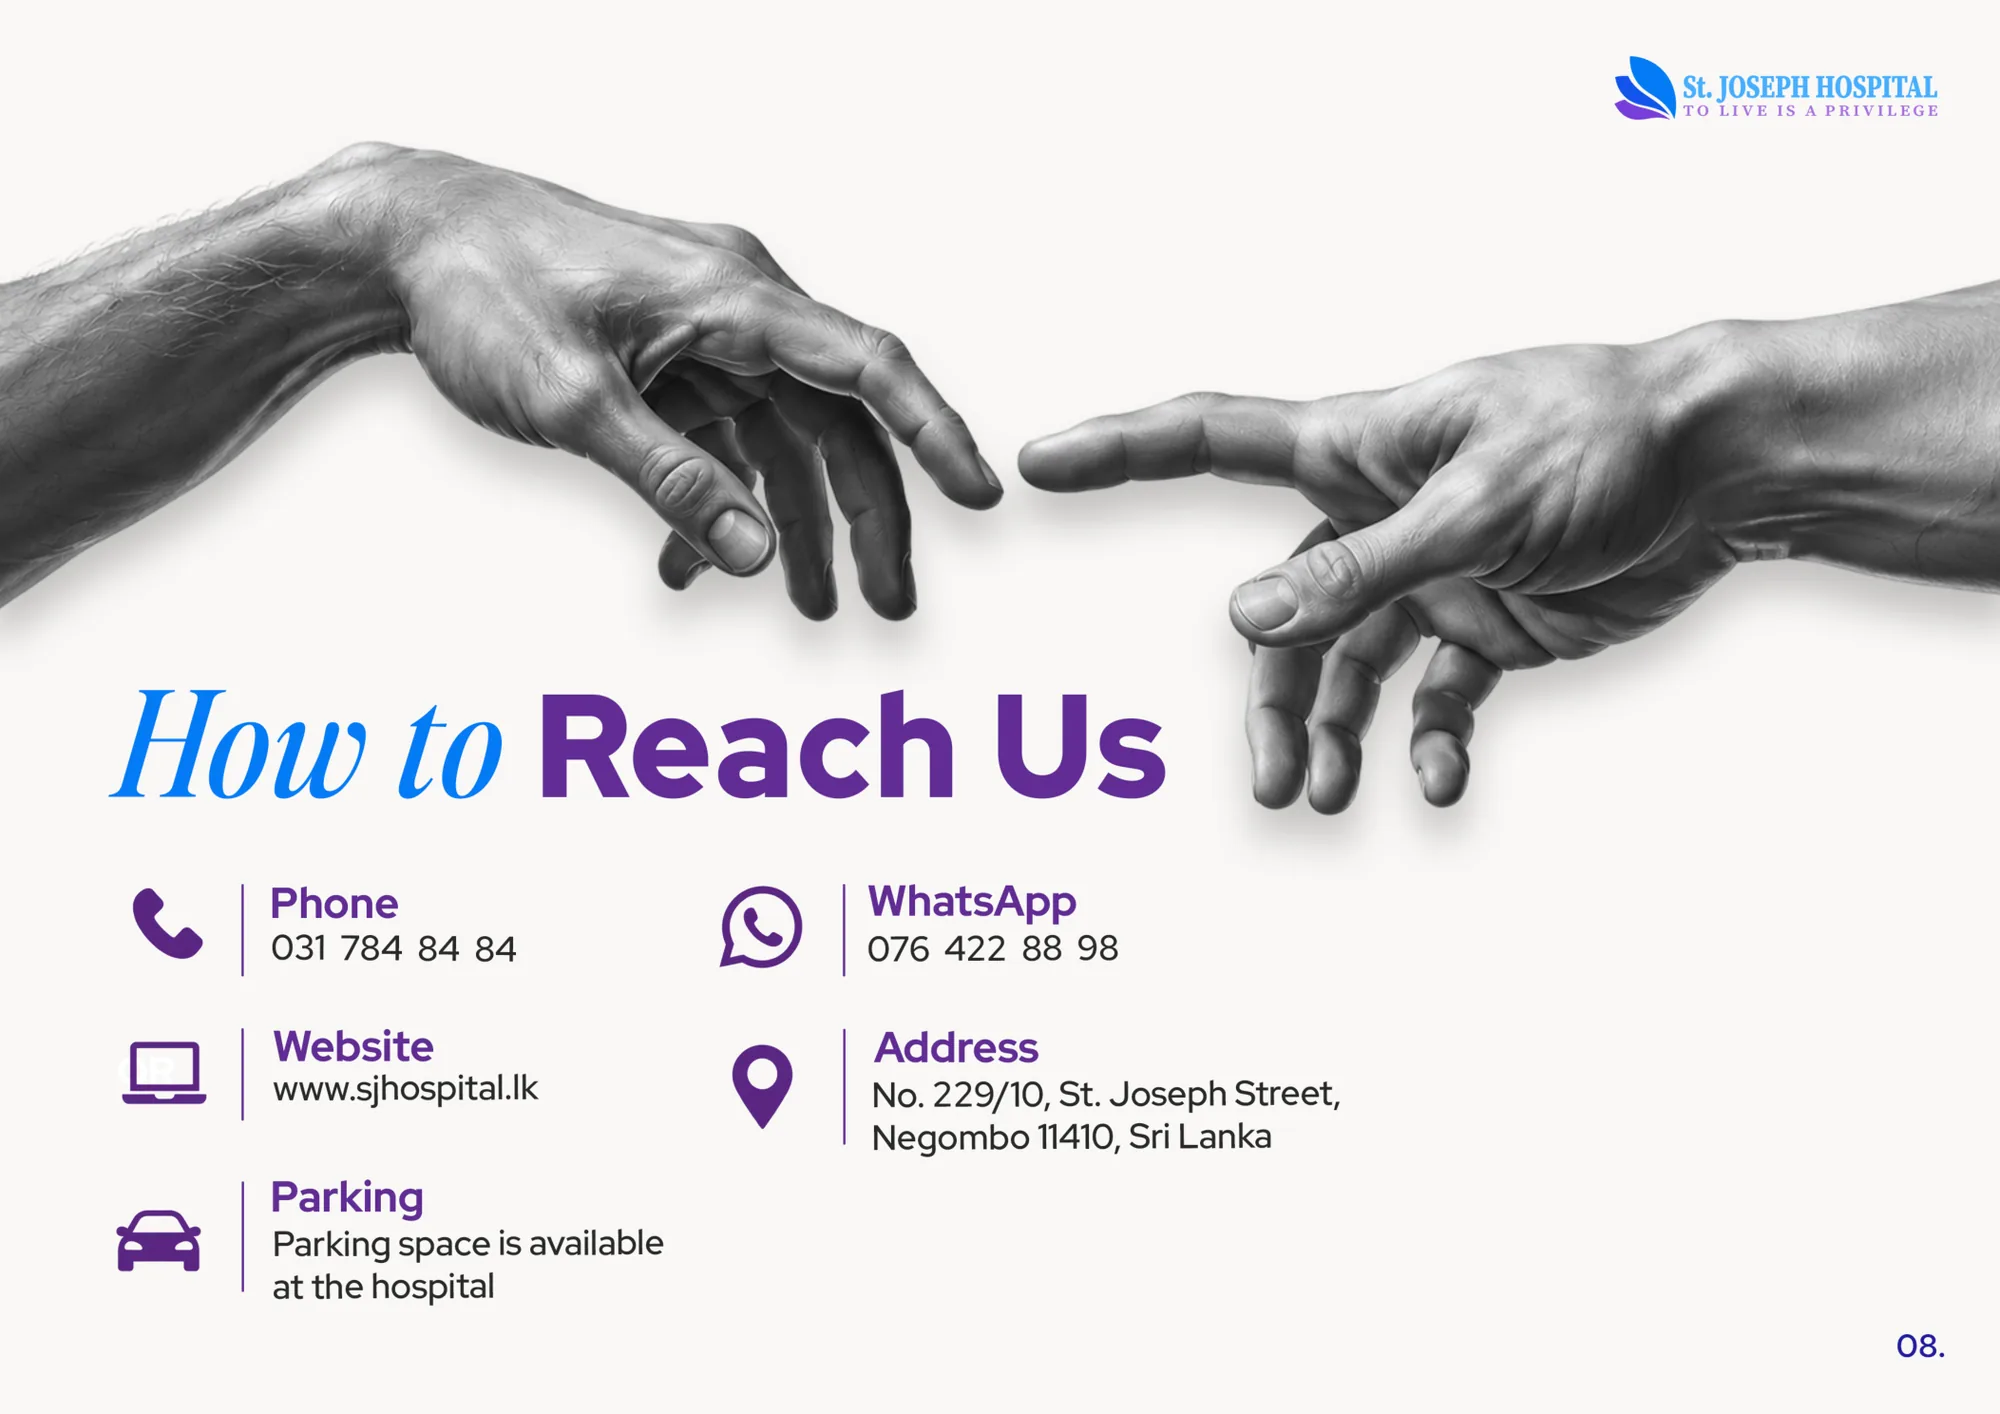 St. JOSEPH HOSPITAL
TO LIVE IS A PRIVILEGE
How to Reach Us
Phone
031 784 84 84
WhatsApp
076 422 88 98
Website
www.sjhospital.lk
Address
No. 229/10, St. Joseph Street,
Negombo 11410, Sri Lanka
Parking
Parking space is available
at the hospital
08.